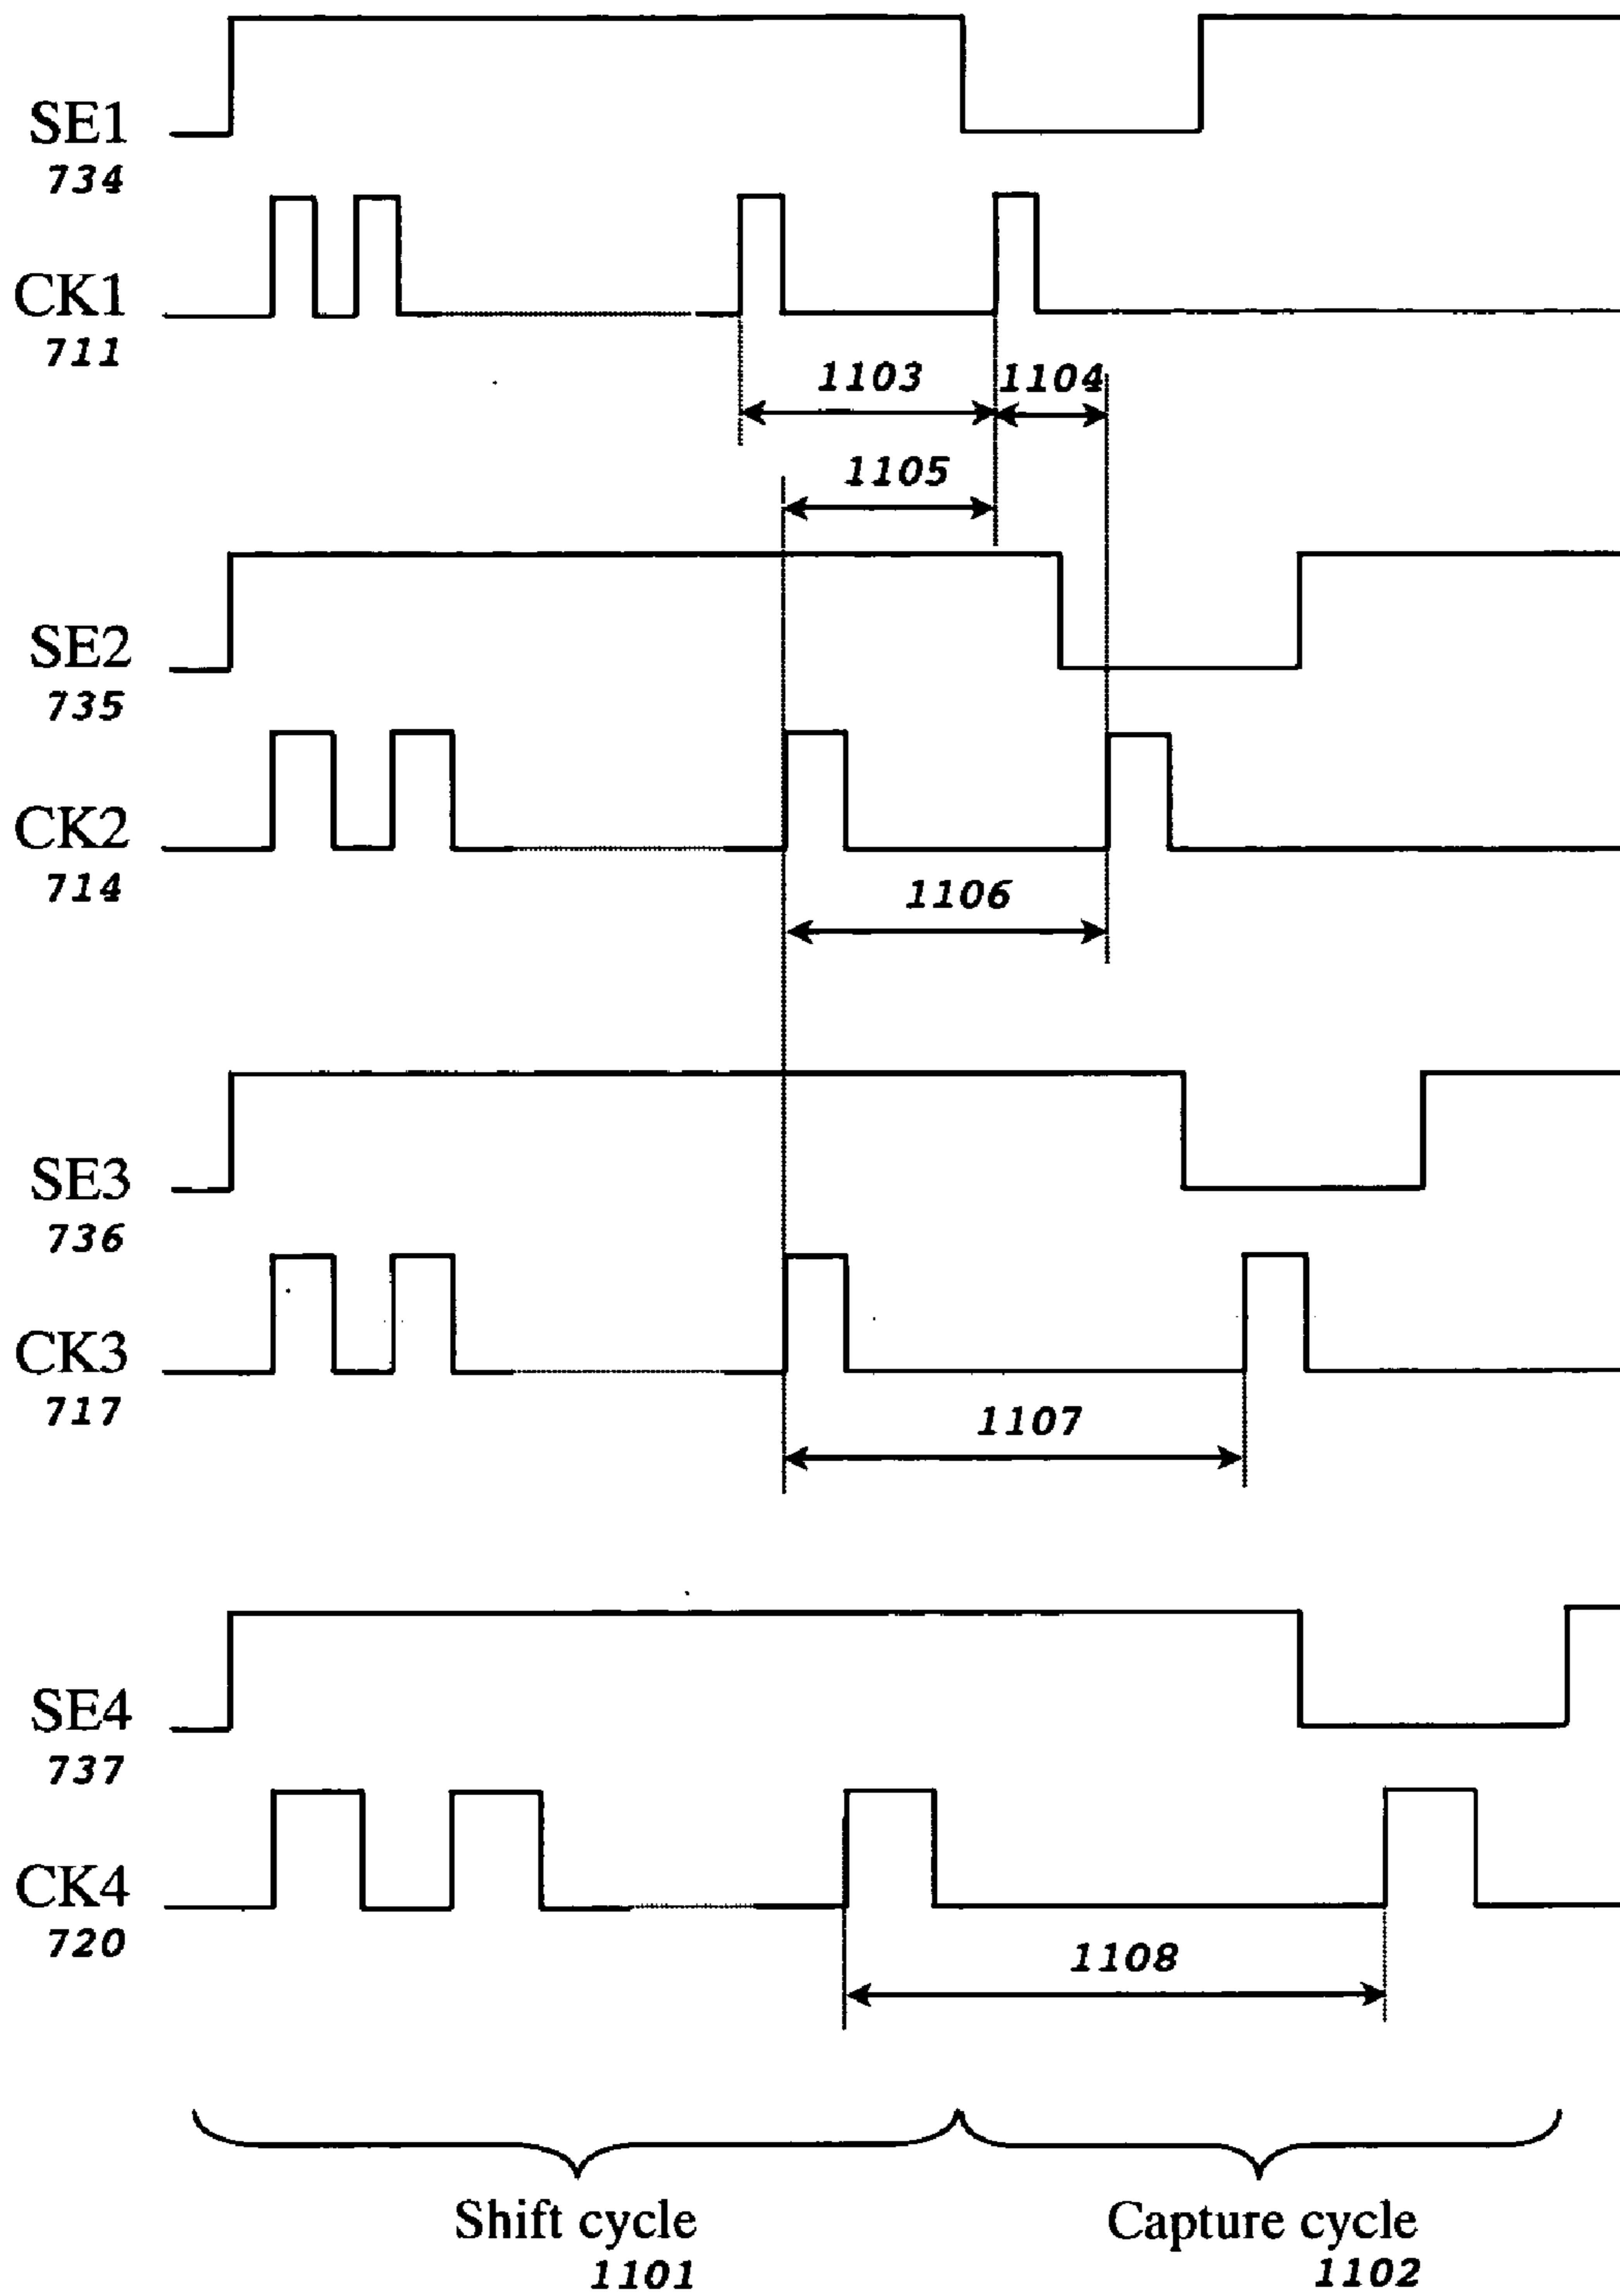 SE1
734
CK1
711
1103
1104
1105
SE2
735
CK2
714
1106
SE3
736
CK3
717
1107
SE4
737
CK4
720
1108
Shift cycle
1101
Capture cycle
1102